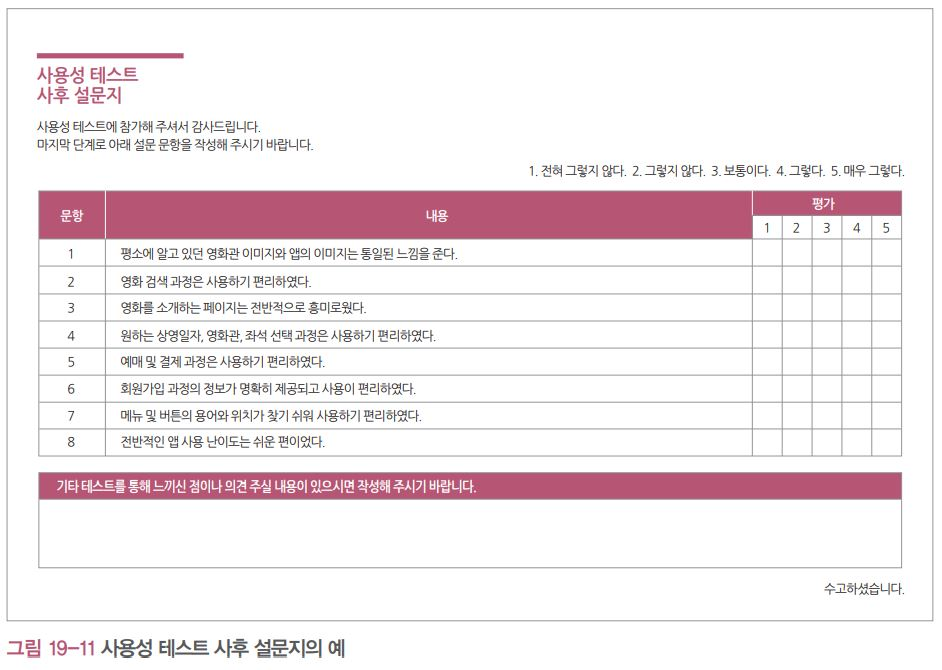 사용성 테스트
사후 설문지
사용성 테스트에 참가해 주셔서 감사드립니다.
마지막 단계로 아래 설문 문항을 작성해 주시기 바랍니다.
1. 전혀 그렇지 않다. 2. 그렇지 않다. 3. 보통이다. 4. 그렇다. 5. 매우 그렇다.
문항 내용 평가
1 2 3 4 5
1 평소에 알고 있던 영화관 이미지와 앱의 이미지는 통일된 느낌을 준다.
2 영화 검색 과정은 사용하기 편리하였다.
3 영화를 소개하는 페이지는 전반적으로 흥미로웠다.
4 원하는 상영일자, 영화관, 좌석 선택 과정은 사용하기 편리하였다.
5 예매 및 결제 과정은 사용하기 편리하였다.
6 회원가입 과정의 정보가 명확히 제공되고 사용이 편리하였다.
7 메뉴 및 버튼의 용어와 위치가 찾기 쉬워 사용하기 편리하였다.
8 전반적인 앱 사용 난이도는 쉬운 편이었다.
기타 테스트를 통해 느끼신 점이나 의견 주실 내용이 있으시면 작성해 주시기 바랍니다.
수고하셨습니다.
그림 19-11 사용성 테스트 사후 설문지의 예